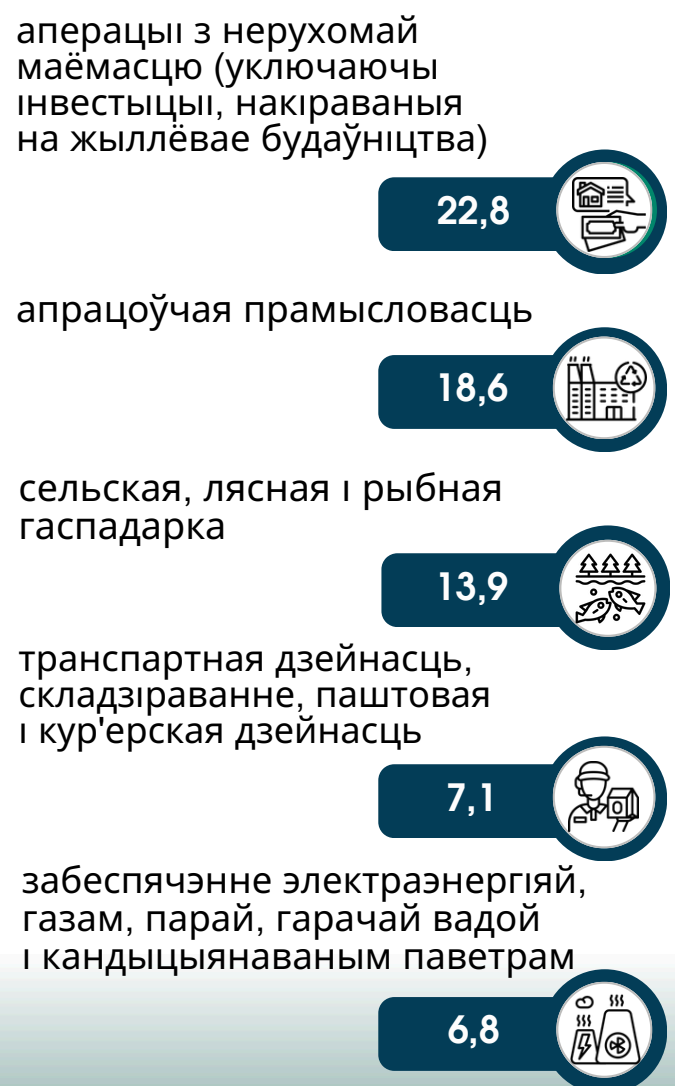 аперацыі з нерухомай
маёмасцю (уключаючы
інвестыцыі, накіраваныя
на жыллёвае будаўніцтва)
22,8
апрацоўчая прамысловасць
18,6
сельская, лясная і рыбная
гаспадарка
13,9
транспартная дзейнасць,
складзіраванне, паштовая
і кур'ерская дзейнасць
7,1
забеспячэнне электраэнергіяй,
газам, парай, гарачай вадой
і кандыцыянаваным паветрам
6,8